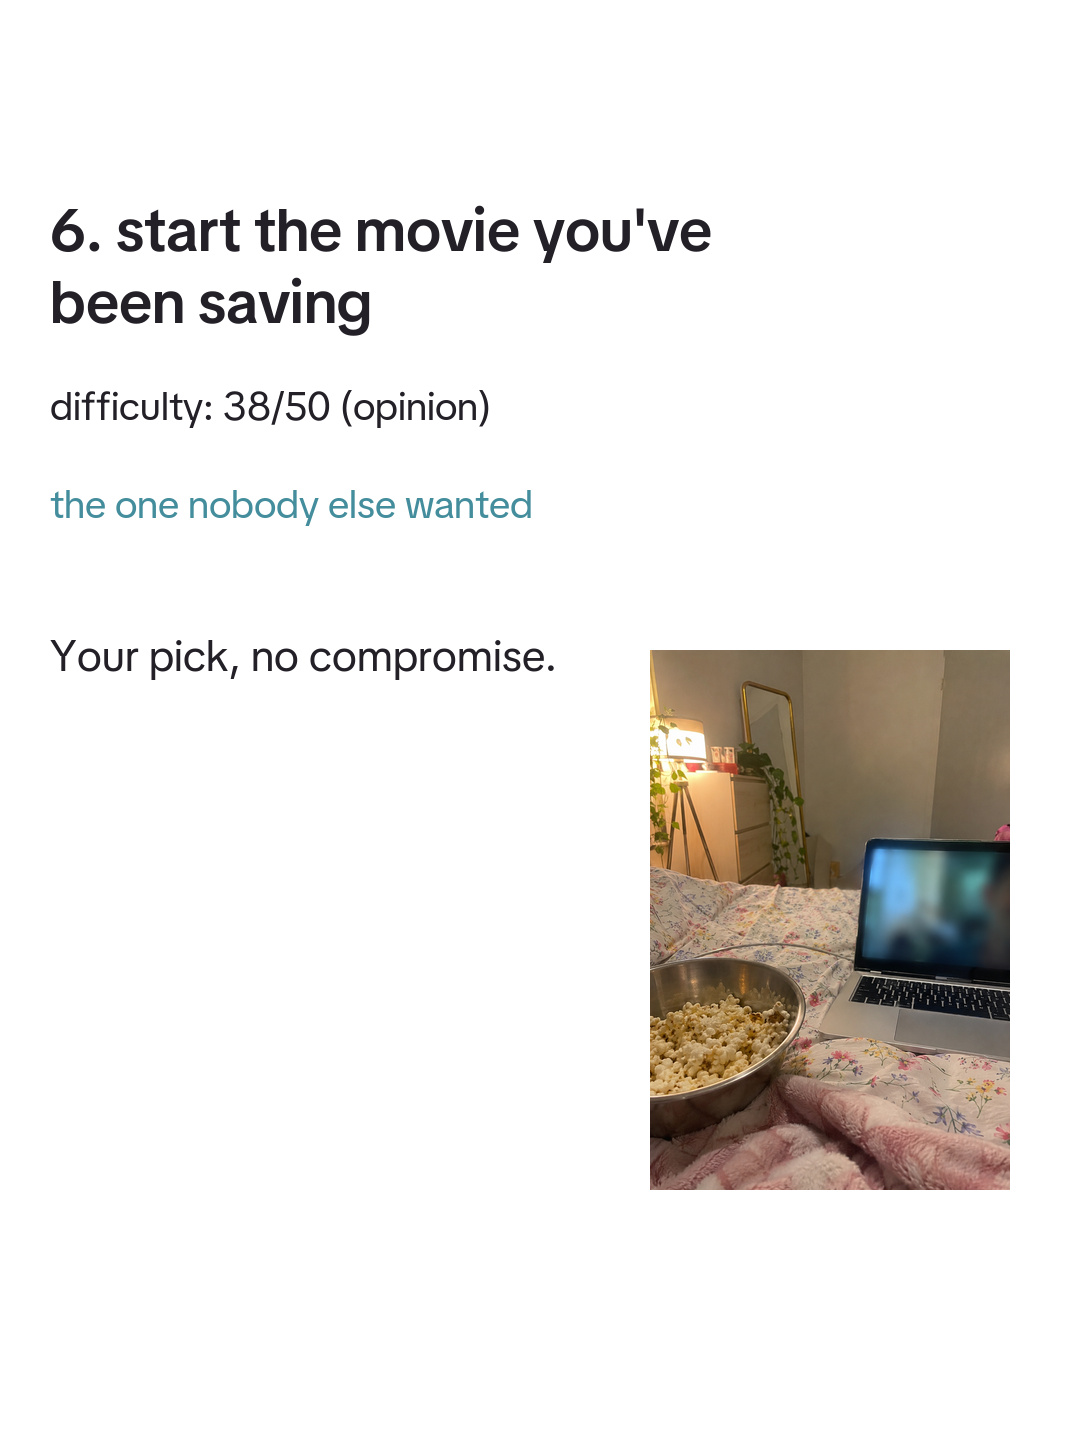 6. start the movie you've
been saving
difficulty: 38/50 (opinion)
the one nobody else wanted
Your pick, no compromise.